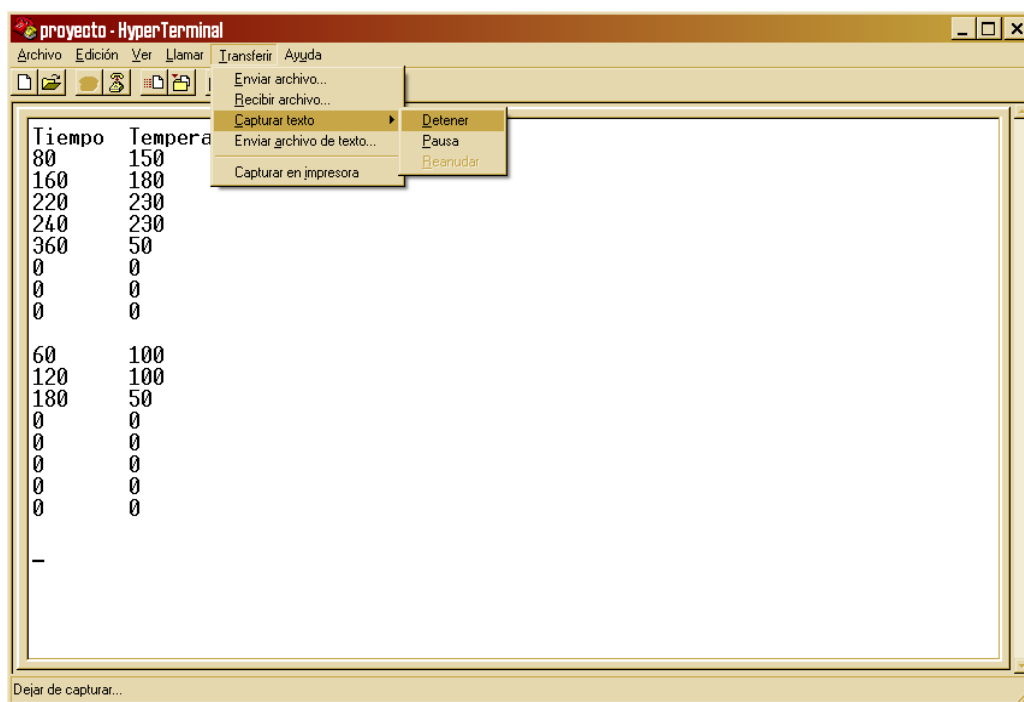 proyecto - HyperTerminal
Archivo Edición Ver Llamar Transferir Ayuda
Enviar archivo...
Recibir archivo...
Capturar texto
Enviar archivo de texto...
Capturar en impresora
Detener
Pausa
Reanudar
Tiempo Tempera
80 150
160 180
220 230
240 230
360 50
0 0
0 0
0 0
60 100
120 100
180 50
0 0
0 0
0 0
0 0
0 0
Dejar de capturar...